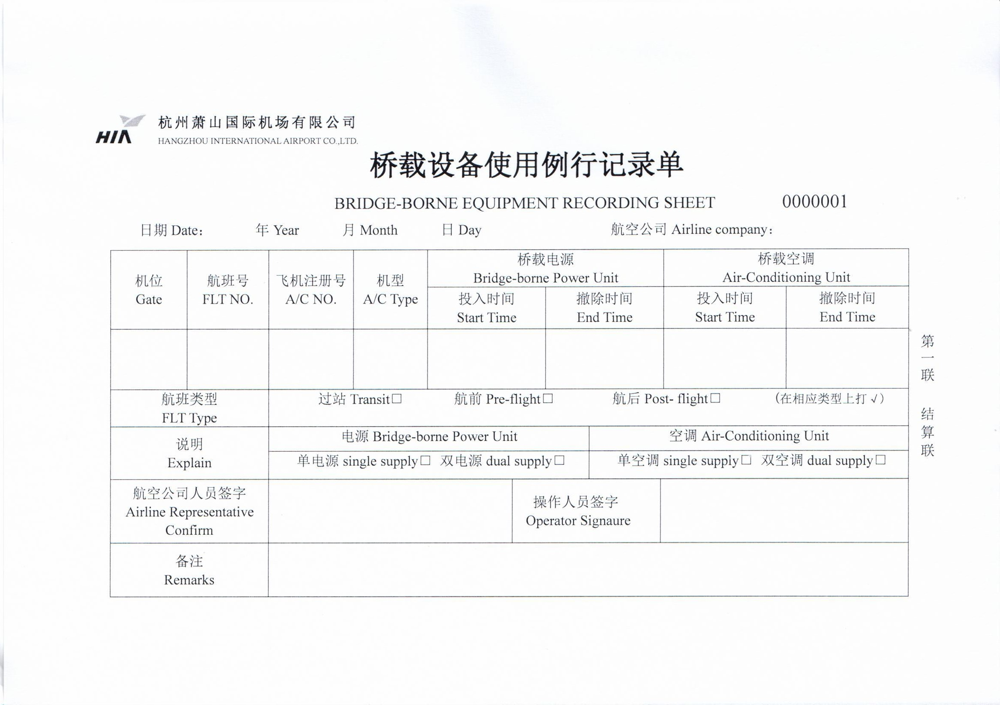 HIA
杭州萧山国际机场有限公司
HANGZHOU INTERNATIONAL AIRPORT CO.,LTD.
桥载设备使用例行记录单
BRIDGE-BORNE EQUIPMENT RECORDING SHEET 0000001
日期 Date: 年 Year 月 Month 日 Day 航空公司 Airline company:
机位
Gate
航班号
FLT NO.
飞机注册号
A/C NO.
机型
A/C Type
桥载电源
Bridge-borne Power Unit
桥载空调
Air-Conditioning Unit
投入时间
Start Time
撤除时间
End Time
投入时间
Start Time
撤除时间
End Time
航班类型
FLT Type
过站 Transit□ 航前 Pre-flight□ 航后 Post- flight□ (在相应类型上打 √)
说明
Explain
电源 Bridge-borne Power Unit
空调 Air-Conditioning Unit
单电源 single supply□ 双电源 dual supply□
单空调 single supply□ 双空调 dual supply□
航空公司人员签字
Airline Representative
Confirm
操作人员签字
Operator Signaure
备注
Remarks
第一联 结算联